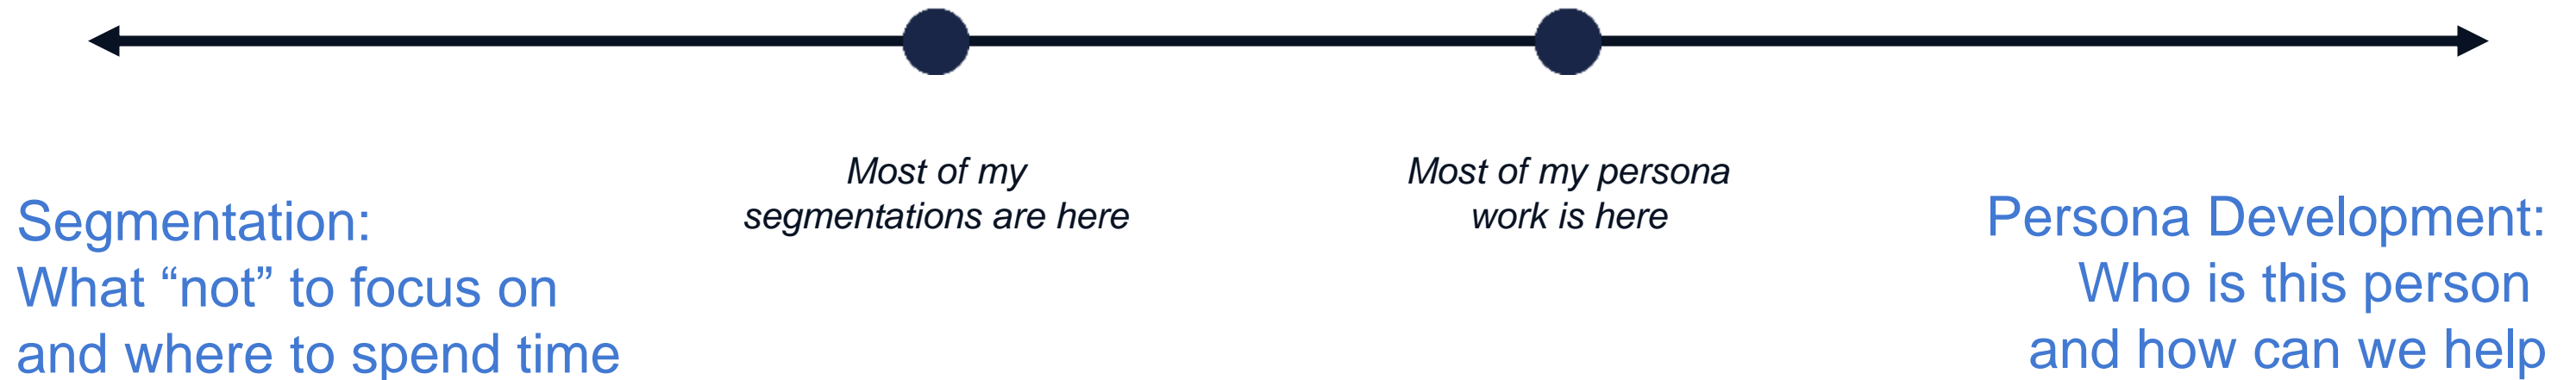 Most of my
segmentations are here
Most of my persona
work is here
Segmentation:
What “not” to focus on
and where to spend time
Persona Development:
Who is this person
and how can we help